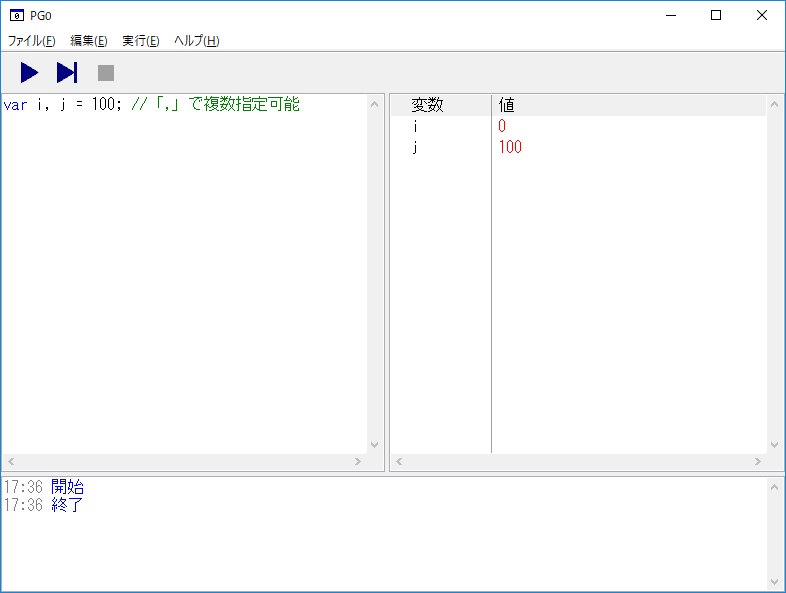 PG0
ファイル(F) 編集(E) 実行(E) ヘルプ(H)
var i, j = 100; //「,」で複数指定可能
変数 値
i 0
j 100
17:36 開始
17:36 終了